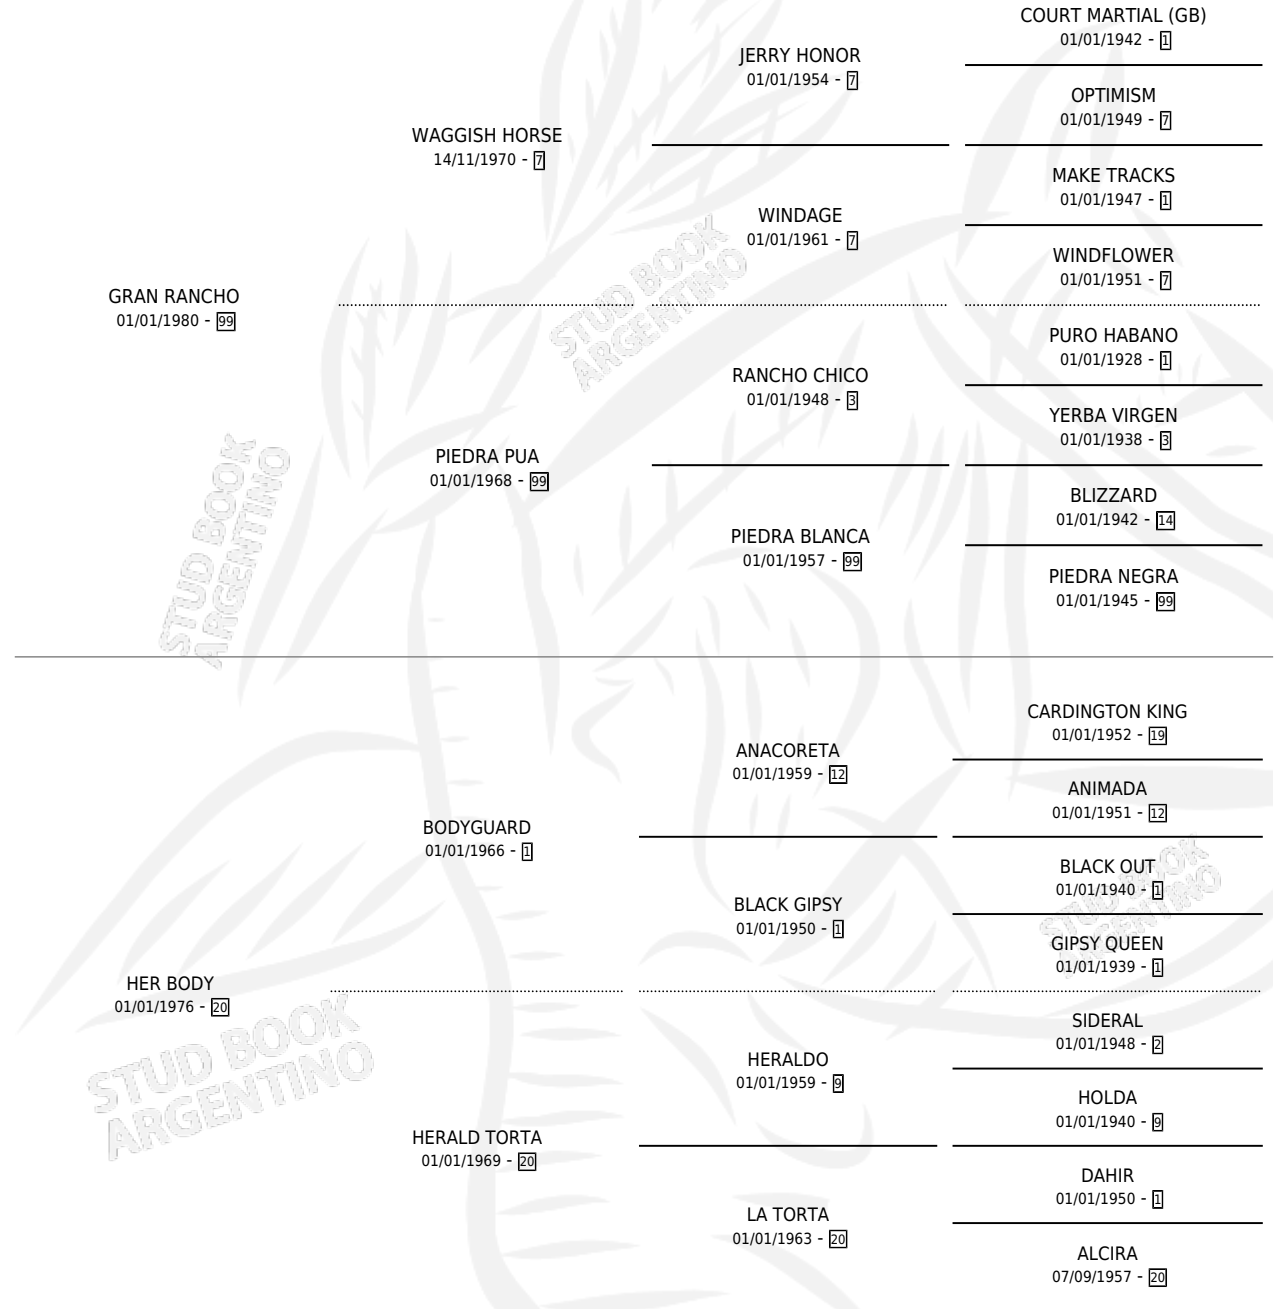 COURT MARTIAL (GB)
01/01/1942 - 1
JERRY HONOR
01/01/1954 - 7
OPTIMISM
01/01/1949 - 7
WAGGISH HORSE
14/11/1970 - 7
MAKE TRACKS
01/01/1947 - 1
WINDAGE
01/01/1961 - 7
WINDFLOWER
01/01/1951 - 7
GRAN RANCHO
01/01/1980 - 99
PURO HABANO
01/01/1928 - 1
RANCHO CHICO
01/01/1948 - 3
YERBA VIRGEN
01/01/1938 - 3
PIEDRA PUA
01/01/1968 - 99
BLIZZARD
01/01/1942 - 14
PIEDRA BLANCA
01/01/1957 - 99
PIEDRA NEGRA
01/01/1945 - 99
CARDINGTON KING
01/01/1952 - 19
ANACORETA
01/01/1959 - 12
ANIMADA
01/01/1951 - 12
BODYGUARD
01/01/1966 - 1
BLACK OUT
01/01/1940 - 1
BLACK GIPSY
01/01/1950 - 1
GIPSY QUEEN
01/01/1939 - 1
HER BODY
01/01/1976 - 20
SIDERAL
01/01/1948 - 2
HERALDO
01/01/1959 - 9
HOLDA
01/01/1940 - 9
HERALD TORTA
01/01/1969 - 20
DAHIR
01/01/1950 - 1
LA TORTA
01/01/1963 - 20
ALCIRA
07/09/1957 - 20
STUD BOOK
ARGENTINO
STUD BOOK
ARGENTINO
STUD BOOK
ARGENTINO
STUD BOOK
ARGENTINO